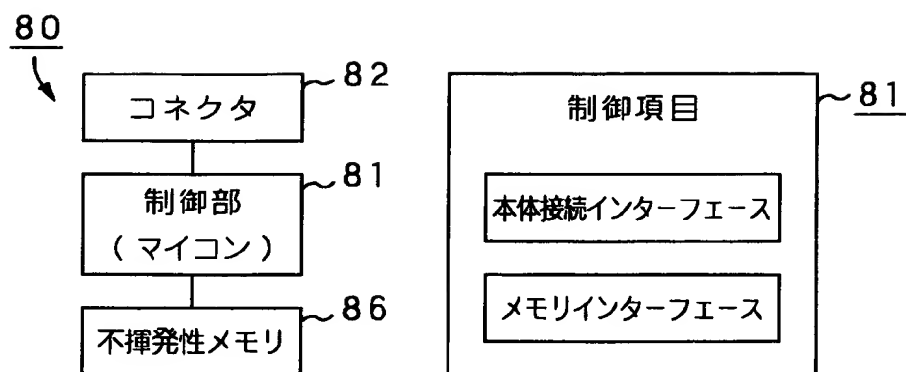 80
コネクタ
82
制御部
(マイコン)
81
不揮発性メモリ
86
制御項目
81
本体接続インターフェース
メモリインターフェース